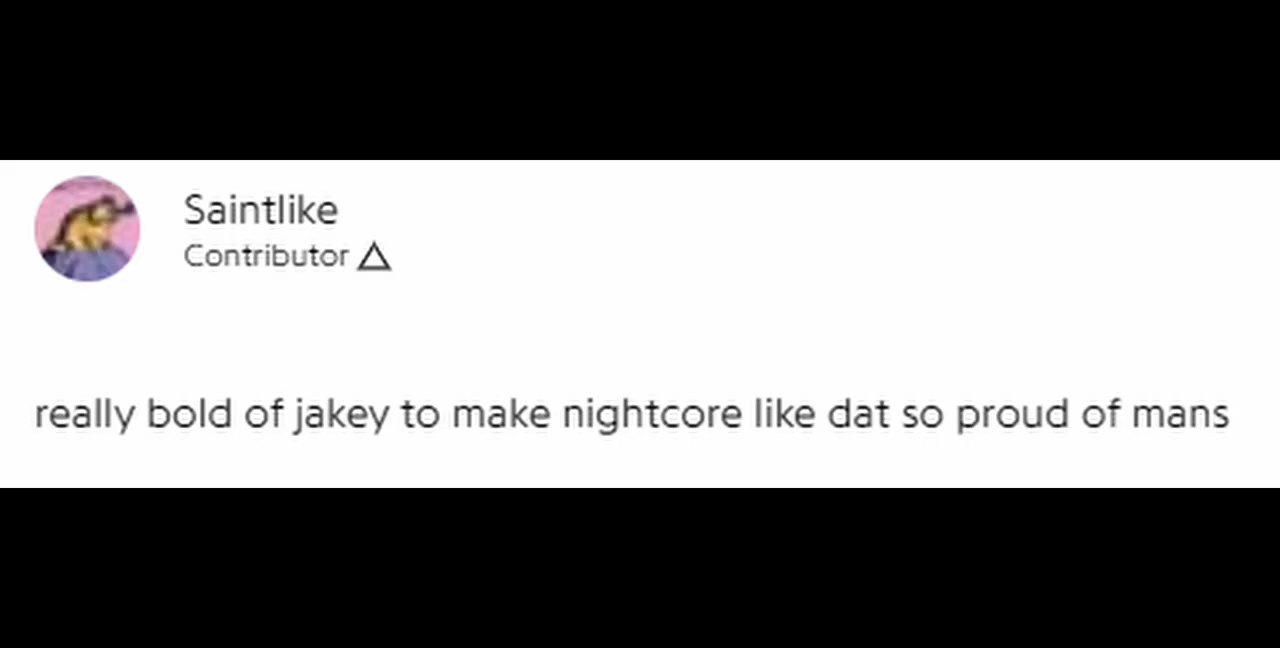 Saintlike
Contributor
really bold of jakey to make nightcore like dat so proud of mans